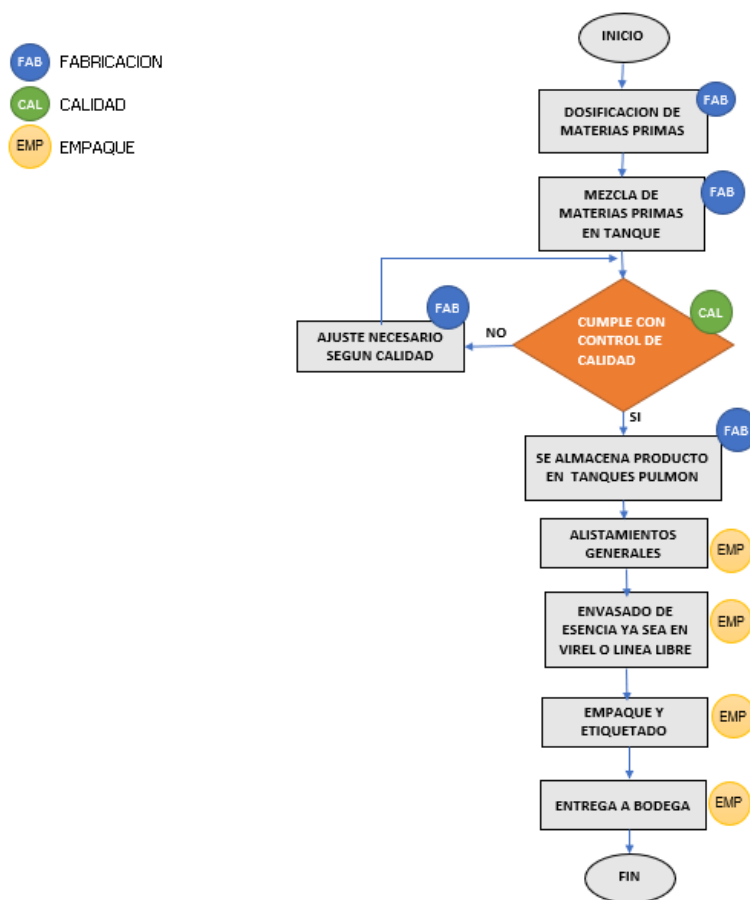 INICIO
FAB FABRICACION
CAL CALIDAD
EMP EMPAQUE
FAB
DOSIFICACION DE
MATERIAS PRIMAS
FAB
MEZCLA DE
MATERIAS PRIMAS
EN TANQUE
FAB
AJUSTE NECESARIO
SEGUN CALIDAD
NO
CAL
CUMPLE CON
CONTROL DE
CALIDAD
SI
FAB
SE ALMACENA PRODUCTO
EN TANQUES PULMON
ALISTAMIENTOS
GENERALES
EMP
ENVASADO DE
ESENCIA YA SEA EN
VIREL O LINEA LIBRE
EMP
EMPAQUE Y
ETIQUETADO
EMP
ENTREGA A BODEGA
EMP
FIN